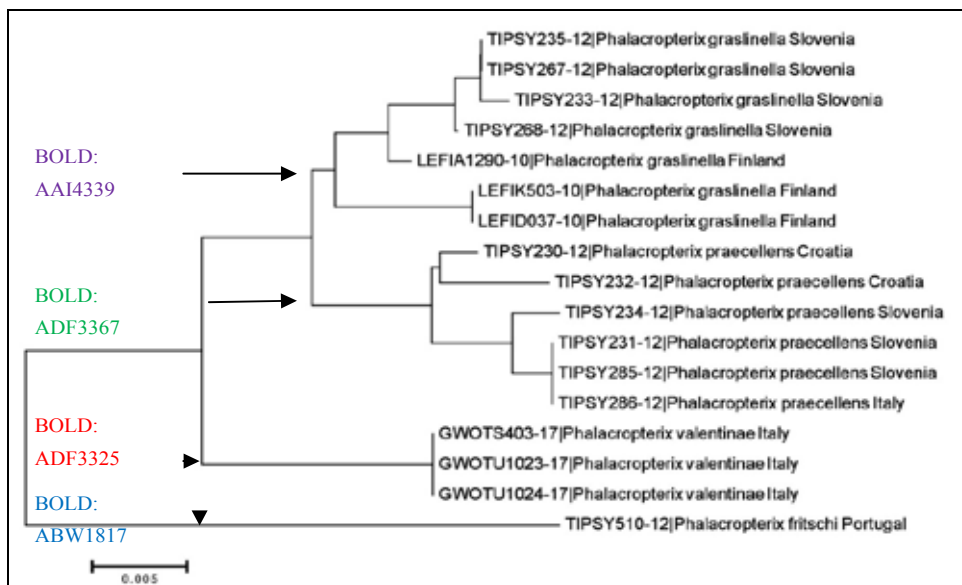 TIPSY235-12|Phalacropterix graslinella Slovenia
TIPSY267-12|Phalacropterix graslinella Slovenia
TIPSY233-12|Phalacropterix graslinella Slovenia
TIPSY268-12|Phalacropterix graslinella Slovenia
BOLD:
AAI4339
LEFIA1290-10|Phalacropterix graslinella Finland
LEFIK503-10|Phalacropterix graslinella Finland
LEFID037-10|Phalacropterix graslinella Finland
TIPSY230-12|Phalacropterix praecellens Croatia
TIPSY232-12|Phalacropterix praecellens Croatia
BOLD:
ADF3367
TIPSY234-12|Phalacropterix praecellens Slovenia
TIPSY231-12|Phalacropterix praecellens Slovenia
TIPSY285-12|Phalacropterix praecellens Slovenia
TIPSY286-12|Phalacropterix praecellens Italy
BOLD:
ADF3325
GWOTS403-17|Phalacropterix valentinae Italy
GWOTU1023-17|Phalacropterix valentinae Italy
GWOTU1024-17|Phalacropterix valentinae Italy
BOLD:
ABW1817
TIPSY510-12|Phalacropterix fritschi Portugal
0.005